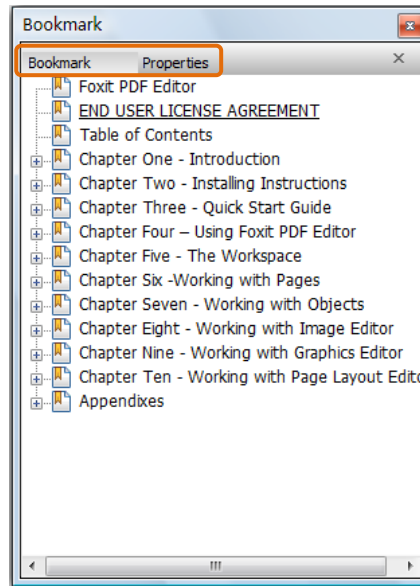 Bookmark
Bookmark Properties
Foxit PDF Editor
END USER LICENSE AGREEMENT
Table of Contents
Chapter One - Introduction
Chapter Two - Installing Instructions
Chapter Three - Quick Start Guide
Chapter Four – Using Foxit PDF Editor
Chapter Five - The Workspace
Chapter Six -Working with Pages
Chapter Seven - Working with Objects
Chapter Eight - Working with Image Editor
Chapter Nine - Working with Graphics Editor
Chapter Ten - Working with Page Layout Edito
Appendixes